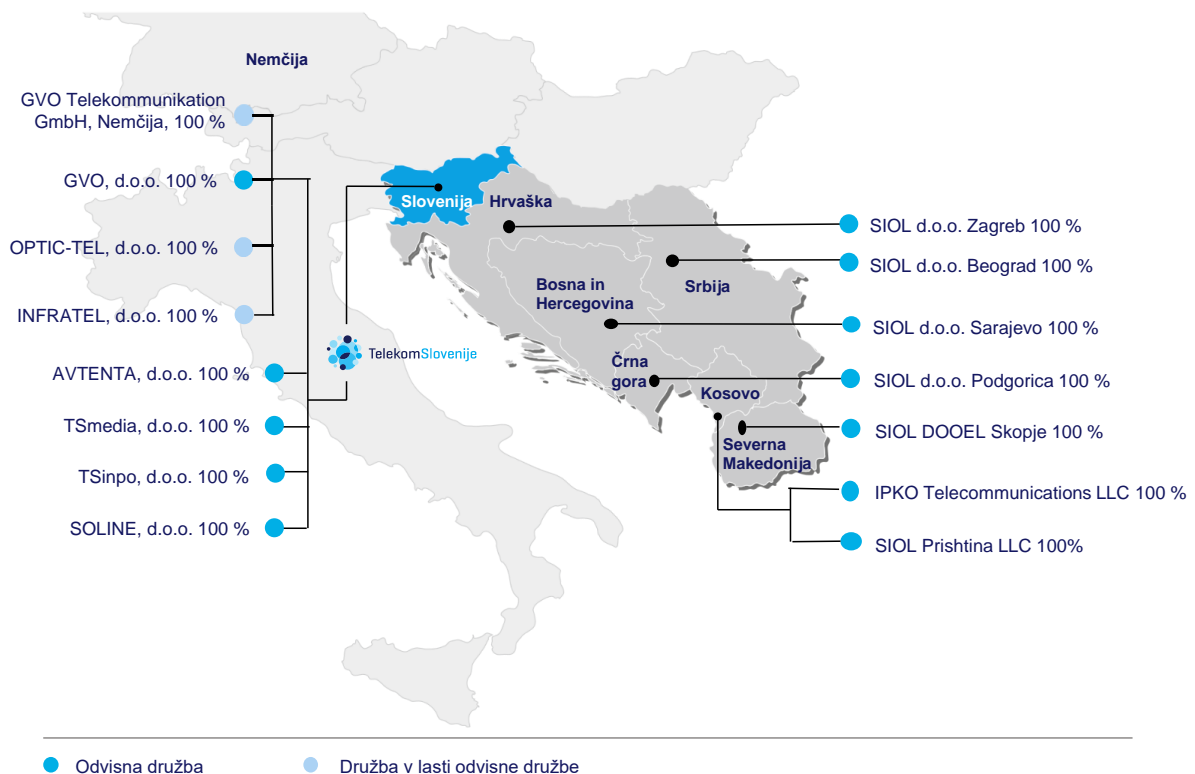 Nemčija
GVO Telekommunikation
GmbH, Nemčija, 100 %
GVO, d.o.o. 100 %
OPTIC-TEL, d.o.o. 100 %
INFRATEL, d.o.o. 100 %
AVTENTA, d.o.o. 100 %
TSmedia, d.o.o. 100 %
TSinpo, d.o.o. 100 %
SOLINE, d.o.o. 100 %
TelekomSlovenije
Slovenija
Hrvaška
Bosna in
Hercegovina
Srbija
Črna
gora
Kosovo
Severna
Makedonija
SIOL d.o.o. Zagreb 100 %
SIOL d.o.o. Beograd 100 %
SIOL d.o.o. Sarajevo 100 %
SIOL d.o.o. Podgorica 100 %
SIOL DOOEL Skopje 100 %
IPKO Telecommunications LLC 100 %
SIOL Prishtina LLC 100%
Odvisna družba
Družba v lasti odvisne družbe